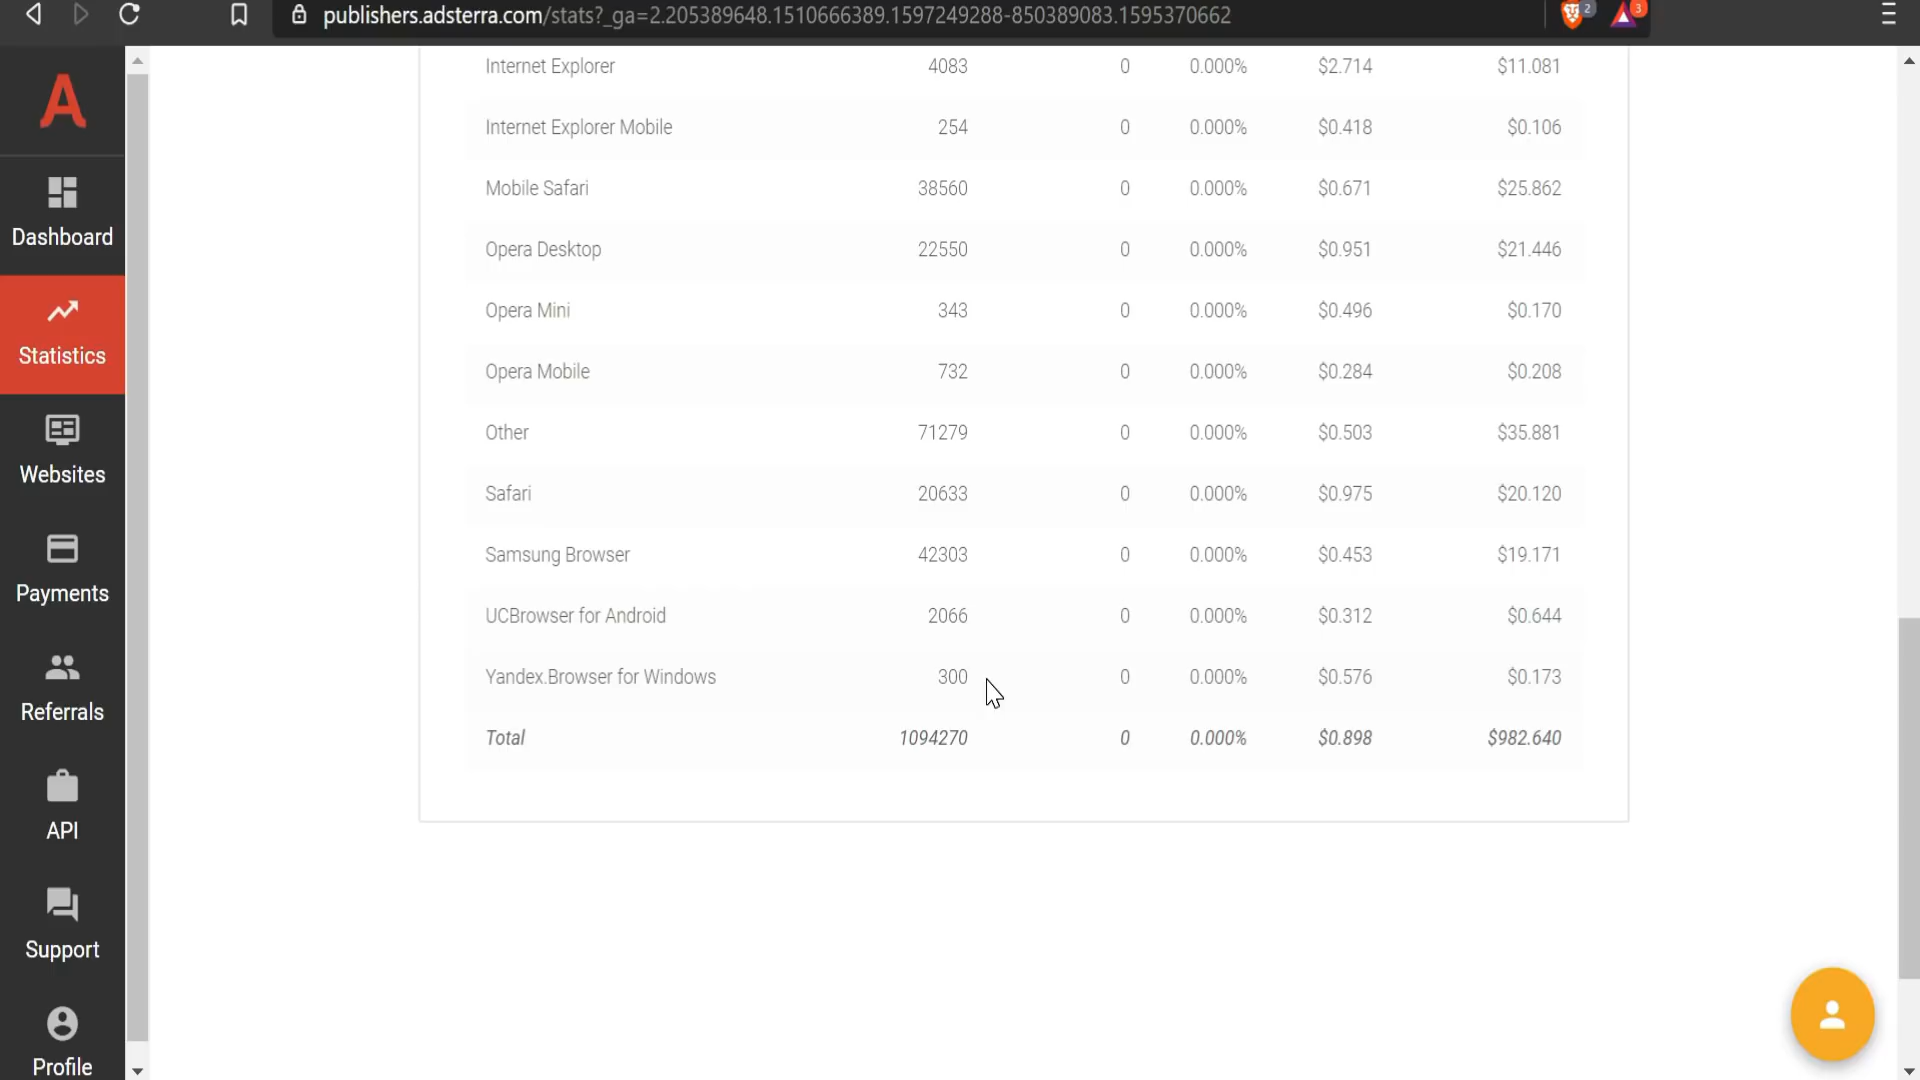 publishers.adsterra.com/stats?_ga=2.205389648.1510666389.1597249288-850389083.1595370662
2
3
A
Dashboard
Statistics
Websites
Payments
Referrals
API
Support
Profile
Internet Explorer 4083 0 0.000% $2.714 $11.081
Internet Explorer Mobile 254 0 0.000% $0.418 $0.106
Mobile Safari 38560 0 0.000% $0.671 $25.862
Opera Desktop 22550 0 0.000% $0.951 $21.446
Opera Mini 343 0 0.000% $0.496 $0.170
Opera Mobile 732 0 0.000% $0.284 $0.208
Other 71279 0 0.000% $0.503 $35.881
Safari 20633 0 0.000% $0.975 $20.120
Samsung Browser 42303 0 0.000% $0.453 $19.171
UCBrowser for Android 2066 0 0.000% $0.312 $0.644
Yandex.Browser for Windows 300 0 0.000% $0.576 $0.173
Total 1094270 0 0.000% $0.898 $982.640